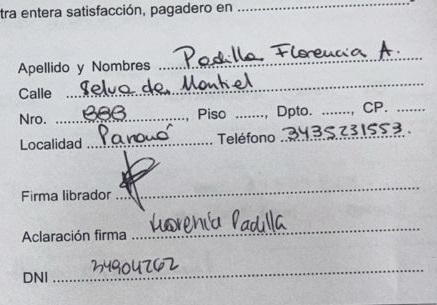 tra entera satisfacción, pagadero en
Apellido y Nombres Padilla Florencia A.
Calle Selva de Montiel
Nro. 888, Piso ......., Dpto. ......., CP. .......
Localidad Paraná Teléfono 3435231553.
Firma librador
Aclaración firma Florencia Padilla
DNI 34904262